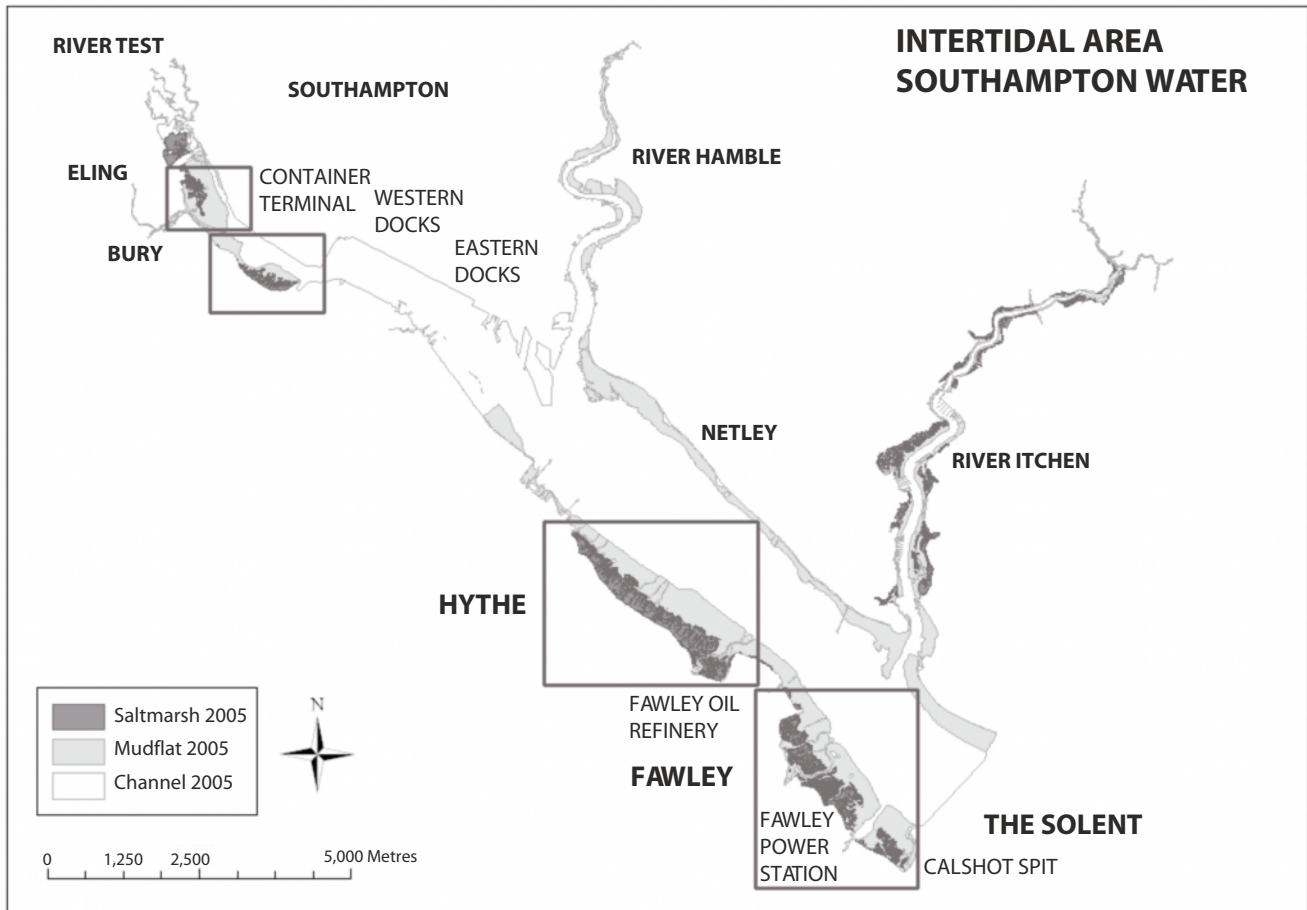 INTERTIDAL AREA
SOUTHAMPTON WATER
RIVER TEST
SOUTHAMPTON
RIVER HAMBLE
ELING
CONTAINER
TERMINAL
WESTERN
DOCKS
BURY
EASTERN
DOCKS
NETLEY
RIVER ITCHEN
HYTHE
FAWLEY OIL
REFINERY
FAWLEY
FAWLEY
POWER
STATION
THE SOLENT
CALSHOT SPIT
Saltmarsh 2005
Mudflat 2005
Channel 2005
N
0 1,250 2,500 5,000 Metres